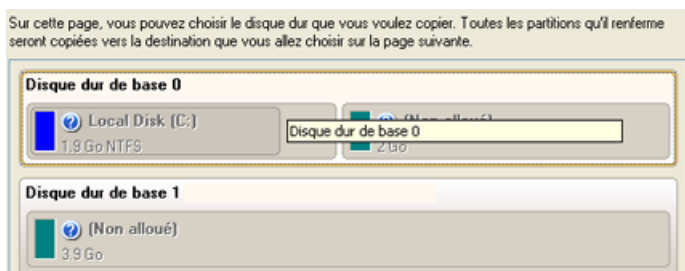 Sur cette page, vous pouvez choisir le disque dur que vous voulez copier. Toutes les partitions qu'il renferme
seront copiées vers la destination que vous allez choisir sur la page suivante.
Disque dur de base 0
Local Disk (C:)
1.9 Go NTFS
(Non alloué)
2 Go
Disque dur de base 0
Disque dur de base 1
(Non alloué)
3.9 Go